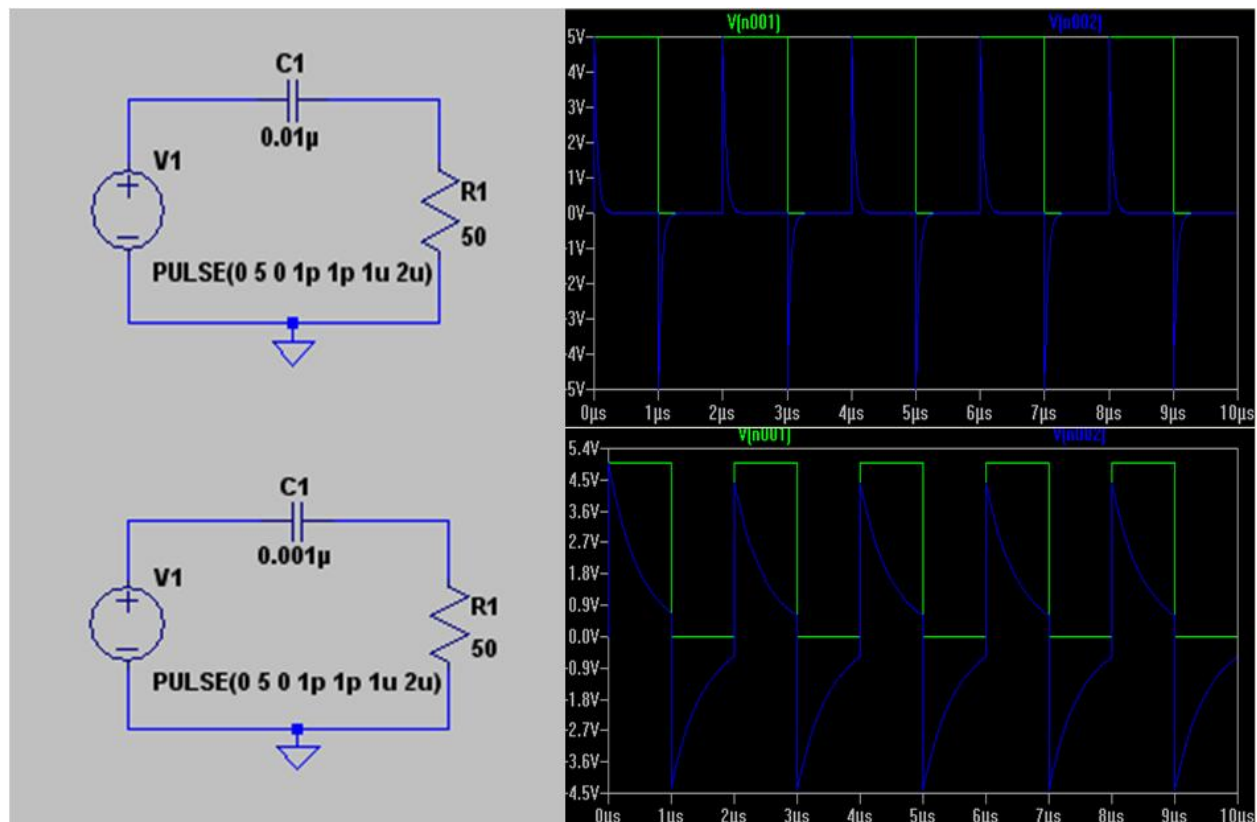 C1
0.01µ
V1
R1
50
PULSE(0 5 0 1p 1p 1u 2u)
V(n001) V(n002)
5V
4V
3V
2V
1V
0V
-1V
-2V
-3V
-4V
-5V
0µs 1µs 2µs 3µs 4µs 5µs 6µs 7µs 8µs 9µs 10µs
C1
0.001µ
V1
R1
50
PULSE(0 5 0 1p 1p 1u 2u)
V(n001) V(n002)
5.4V
4.5V
3.6V
2.7V
1.8V
0.9V
0.0V
-0.9V
-1.8V
-2.7V
-3.6V
-4.5V
0µs 1µs 2µs 3µs 4µs 5µs 6µs 7µs 8µs 9µs 10µs